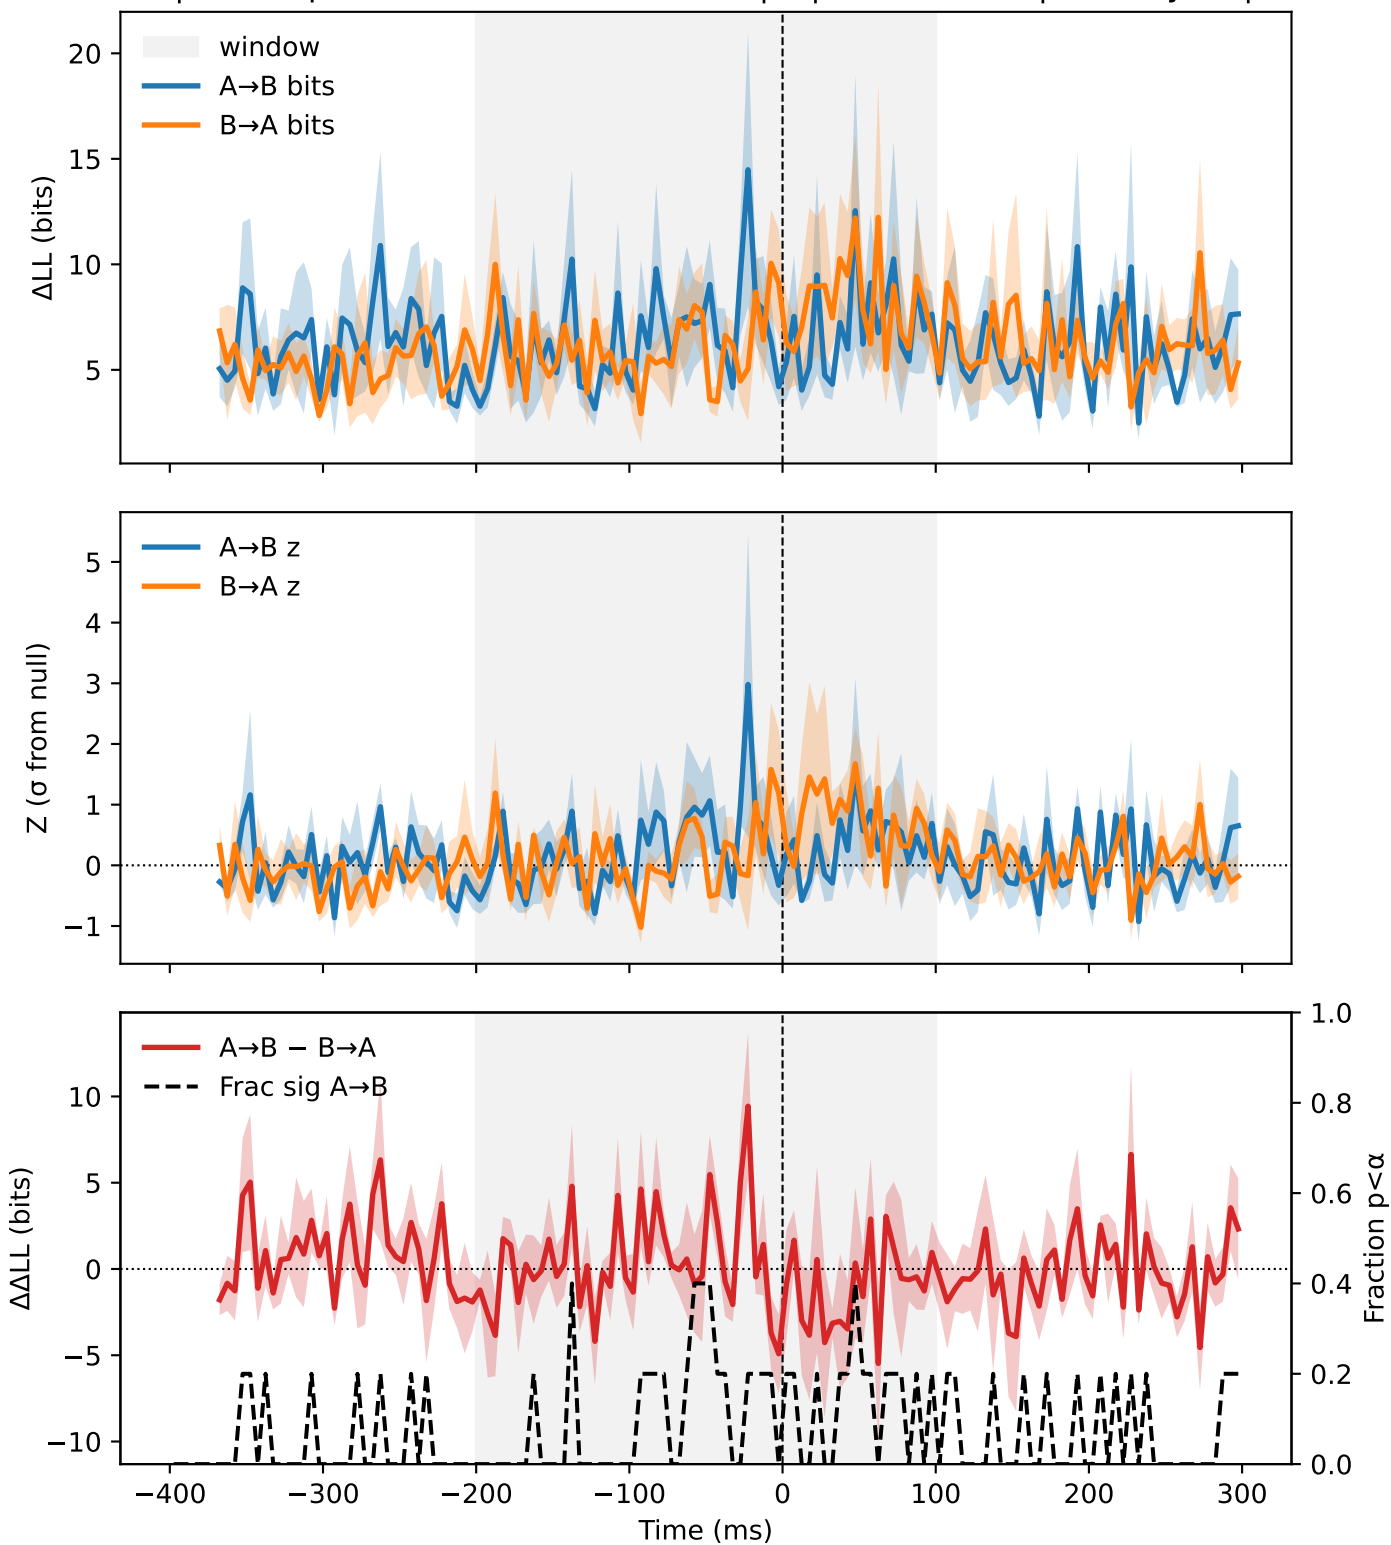 20
15
10
5
ΔLL (bits)
window
A→B bits
B→A bits
5
4
3
2
1
0
−1
Z (σ from null)
A→B z
B→A z
10
5
0
−5
−10
ΔΔLL (bits)
A→B − B→A
Frac sig A→B
1.0
0.8
0.6
0.4
0.2
0.0
Fraction p<α
−400 −300 −200 −100 0 100 200 300
Time (ms)